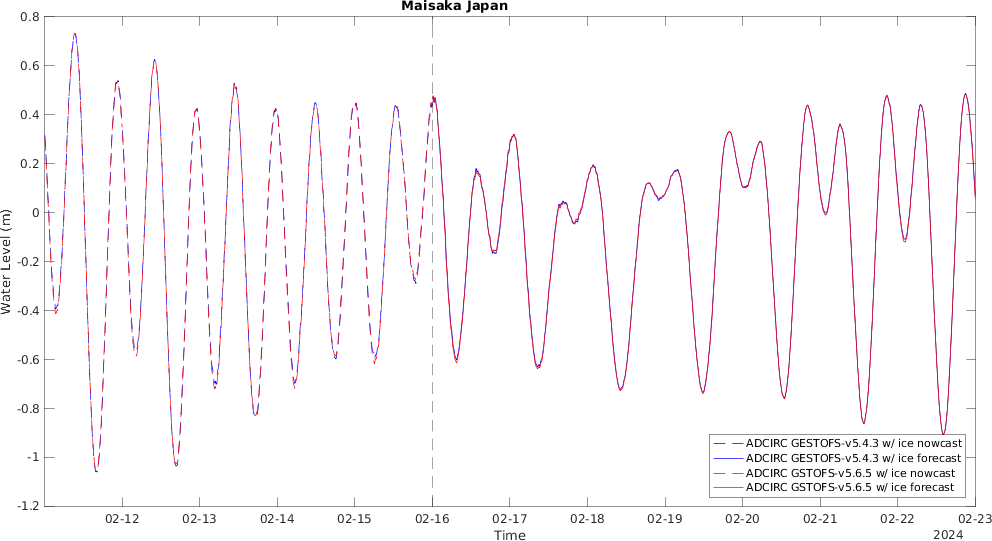 Maisaka Japan
0.8
0.6
0.4
0.2
0
-0.2
-0.4
-0.6
-0.8
-1
-1.2
Water Level (m)
ADCIRC GESTOFS-v5.4.3 w/ ice nowcast
ADCIRC GESTOFS-v5.4.3 w/ ice forecast
ADCIRC GSTOFS-v5.6.5 w/ ice nowcast
ADCIRC GSTOFS-v5.6.5 w/ ice forecast
02-12 02-13 02-14 02-15 02-16 02-17 02-18 02-19 02-20 02-21 02-22 02-23
Time
2024